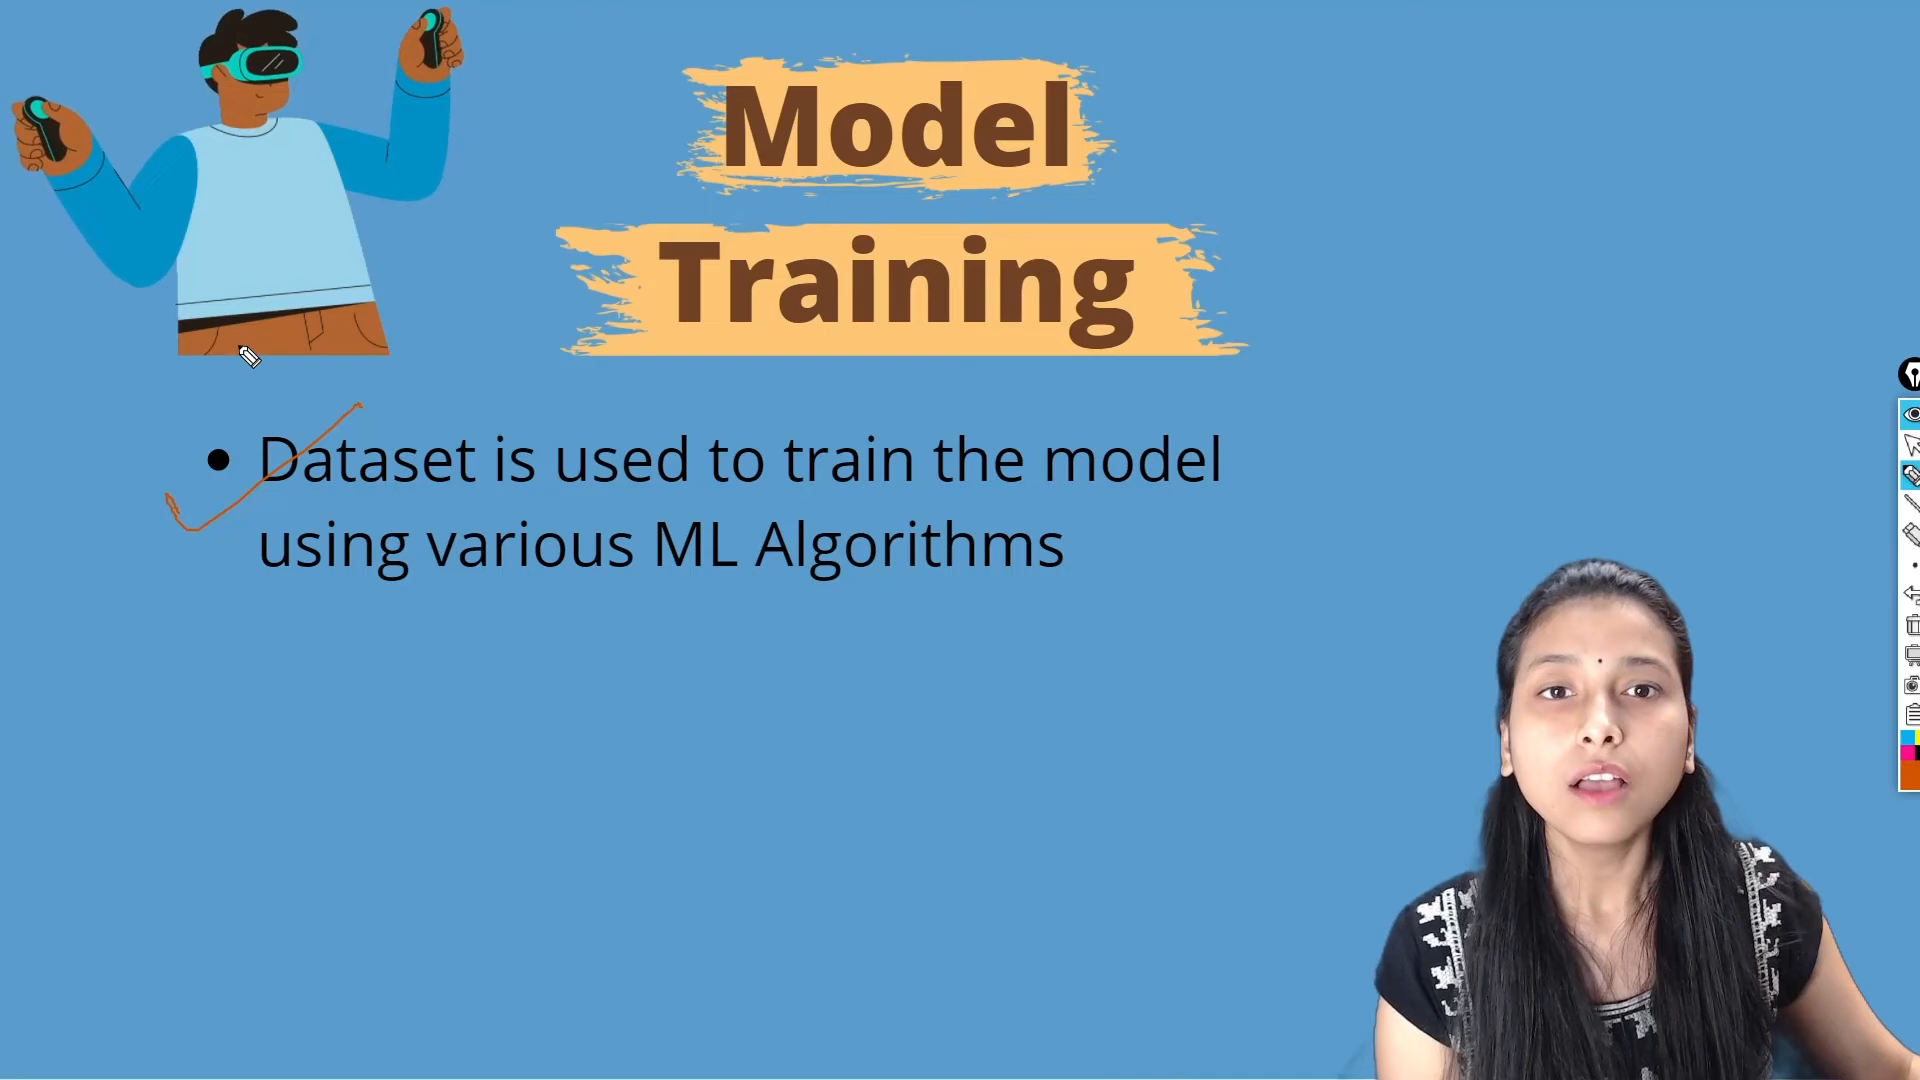 Model
Training
• Dataset is used to train the model
using various ML Algorithms